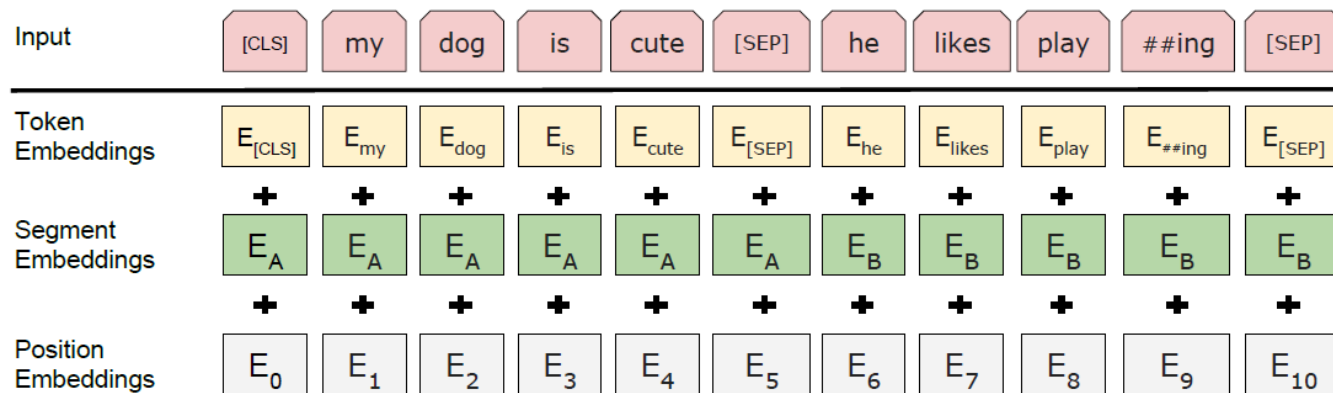 Input [CLS] my dog is cute [SEP] he likes play ##ing [SEP]
Token Embeddings E[CLS] Emy Edog Eis Ecute E[SEP] Ehe Elikes Eplay E##ing E[SEP]
+ + + + + + + + + + +
Segment Embeddings EA EA EA EA EA EA EB EB EB EB EB
+ + + + + + + + + + +
Position Embeddings E0 E1 E2 E3 E4 E5 E6 E7 E8 E9 E10